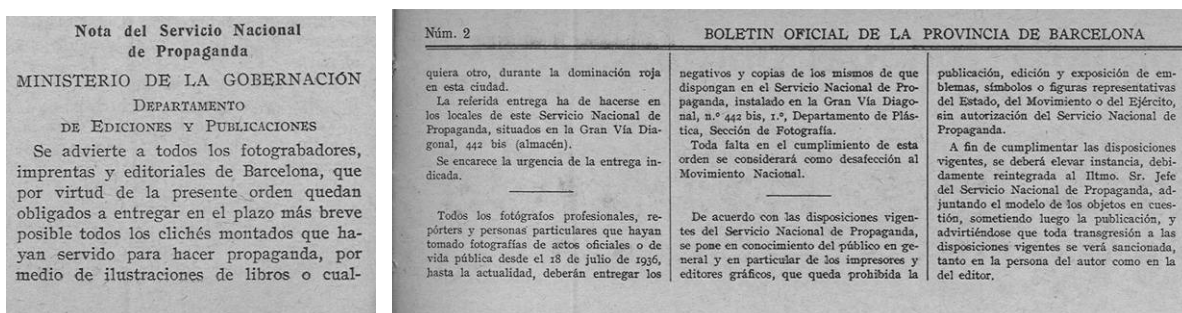 Nota del Servicio Nacional
de Propaganda
MINISTERIO DE LA GOBERNACIÓN
DEPARTAMENTO
DE EDICIONES Y PUBLICACIONES
Se advierte a todos los fotograbadores,
imprentas y editoriales de Barcelona, que
por virtud de la presente orden quedan
obligados a entregar en el plazo más breve
posible todos los clichés montados que ha-
yan servido para hacer propaganda, por
medio de ilustraciones de libros o cual-
Núm. 2
BOLETIN OFICIAL DE LA PROVINCIA DE BARCELONA
quiera otro, durante la dominación roja
en esta ciudad.
La referida entrega ha de hacerse en
los locales de este Servicio Nacional de
Propaganda, situados en la Gran Vía Dia-
gonal, 442 bis (almacén).
Se encarece la urgencia de la entrega in-
dicada.
Todos los fotógrafos profesionales, re-
pórters y personas particulares que hayan
tomado fotografías de actos oficiales o de
vida pública desde el 18 de julio de 1936,
hasta la actualidad, deberán entregar los
negativos y copias de los mismos de que
dispongan en el Servicio Nacional de Pro-
paganda, instalado en la Gran Vía Diago-
nal, n.º 442 bis, 1.º, Departamento de Plás-
tica, Sección de Fotografía.
Toda falta en el cumplimiento de esta
orden se considerará como desafección al
Movimiento Nacional.
De acuerdo con las disposiciones vigen-
tes del Servicio Nacional de Propaganda,
se pone en conocimiento del público en ge-
neral y en particular de los impresores y
editores gráficos, que queda prohibida la
publicación, edición y exposición de em-
blemas, símbolos o figuras representativas
del Estado, del Movimiento o del Ejército,
sin autorización del Servicio Nacional de
Propaganda.
A fin de cumplimentar las disposiciones
vigentes, se deberá elevar instancia, debi-
damente reintegrada al Iltmo. Sr. Jefe
del Servicio Nacional de Propaganda, ad-
juntando el modelo de los objetos en cues-
tión, sometiendo luego la publicación, y
advirtiéndose que toda transgresión a las
disposiciones vigentes se verá sancionada,
tanto en la persona del autor como en la
del editor.